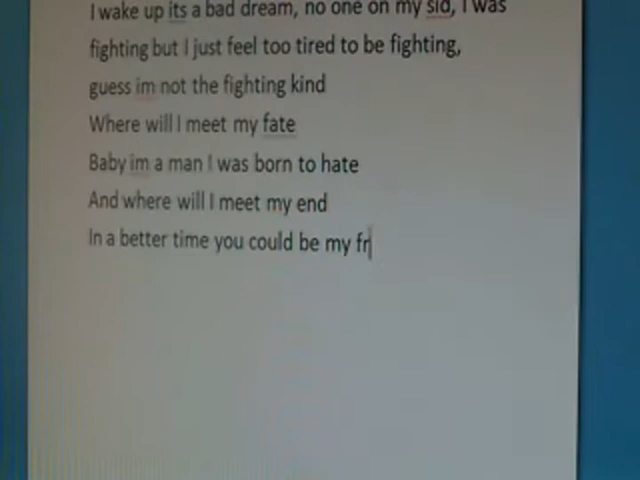 I wake up its a bad dream, no one on my sid, I was
fighting but I just feel too tired to be fighting,
guess im not the fighting kind
Where will I meet my fate
Baby im a man I was born to hate
And where will I meet my end
In a better time you could be my fr